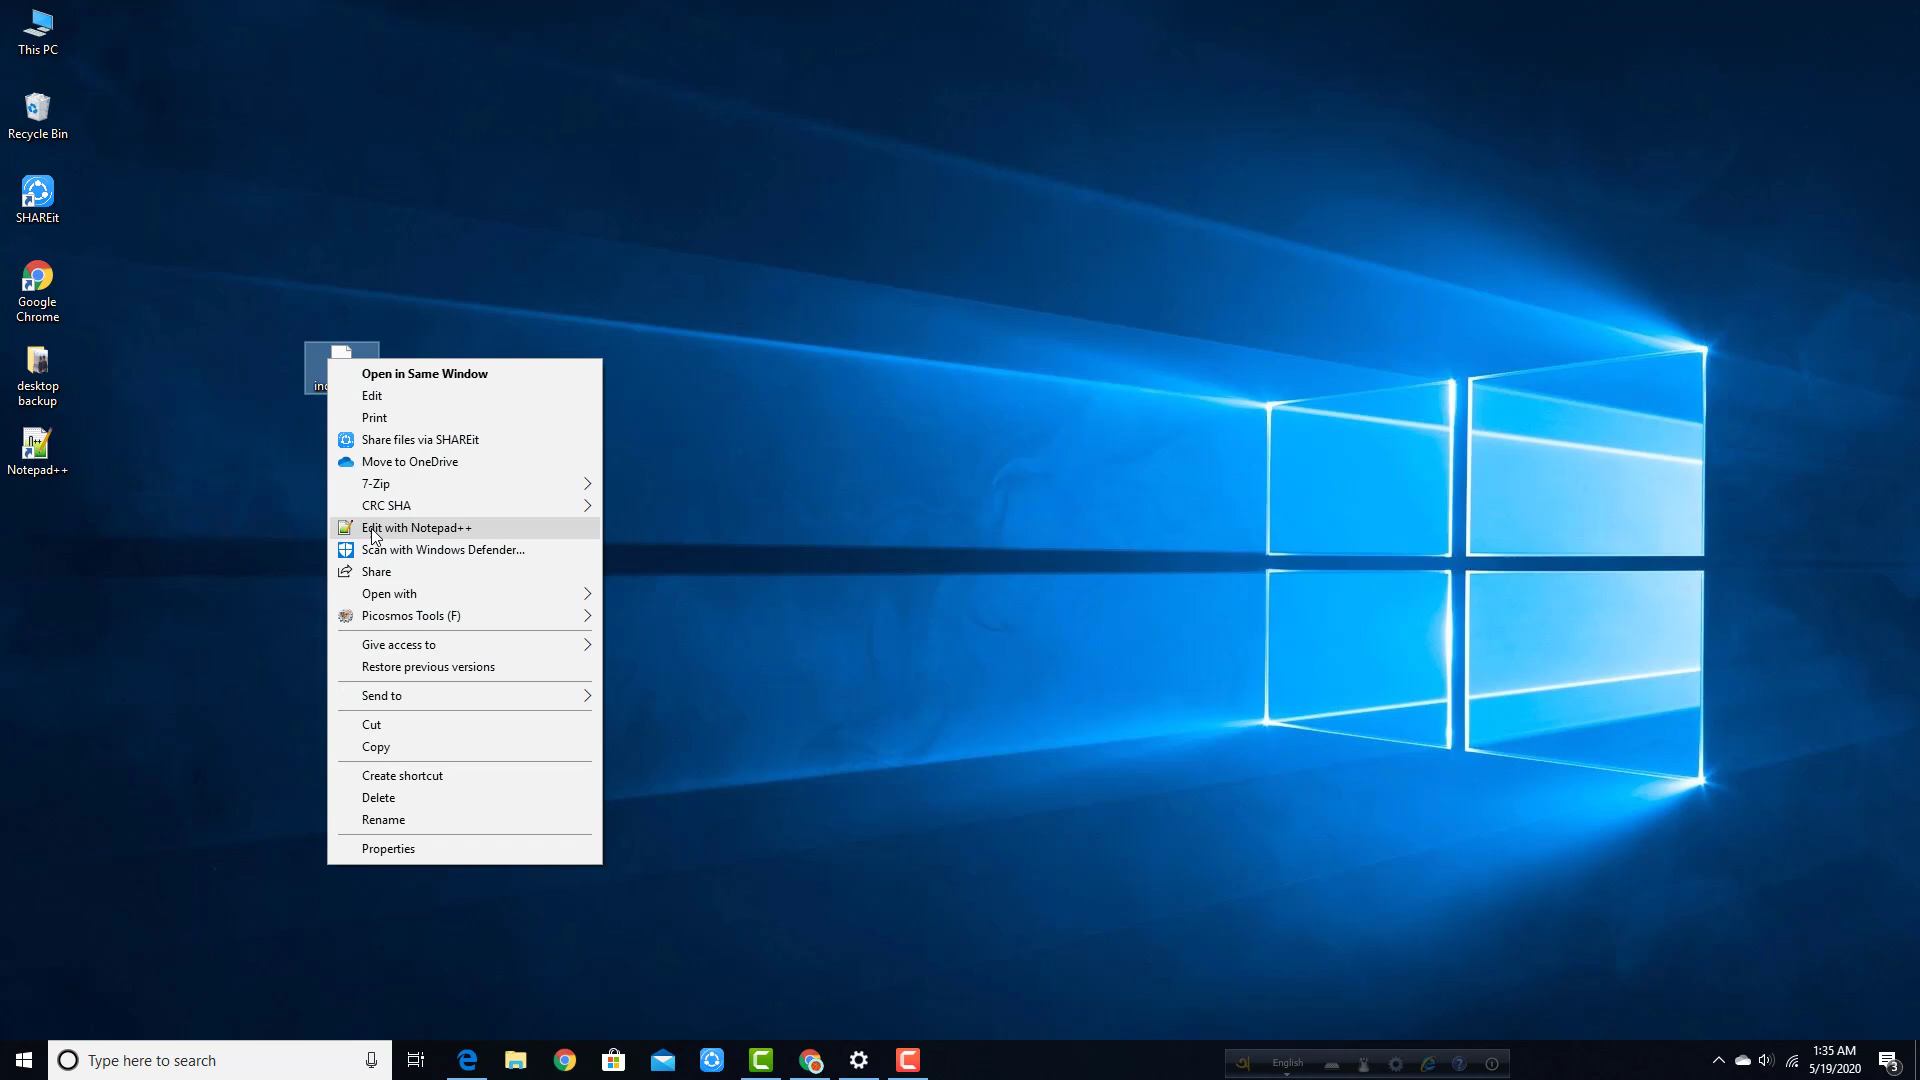 This PC
Recycle Bin
SHAREit
Google
Chrome
desktop
backup
Notepad++
Open in Same Window
Edit
Print
Share files via SHAREit
Move to OneDrive
7-Zip
CRC SHA
Edit with Notepad++
Scan with Windows Defender...
Share
Open with
Picosmos Tools (F)
Give access to
Restore previous versions
Send to
Cut
Copy
Create shortcut
Delete
Rename
Properties
Type here to search
English
1:35 AM
5/19/2020
3